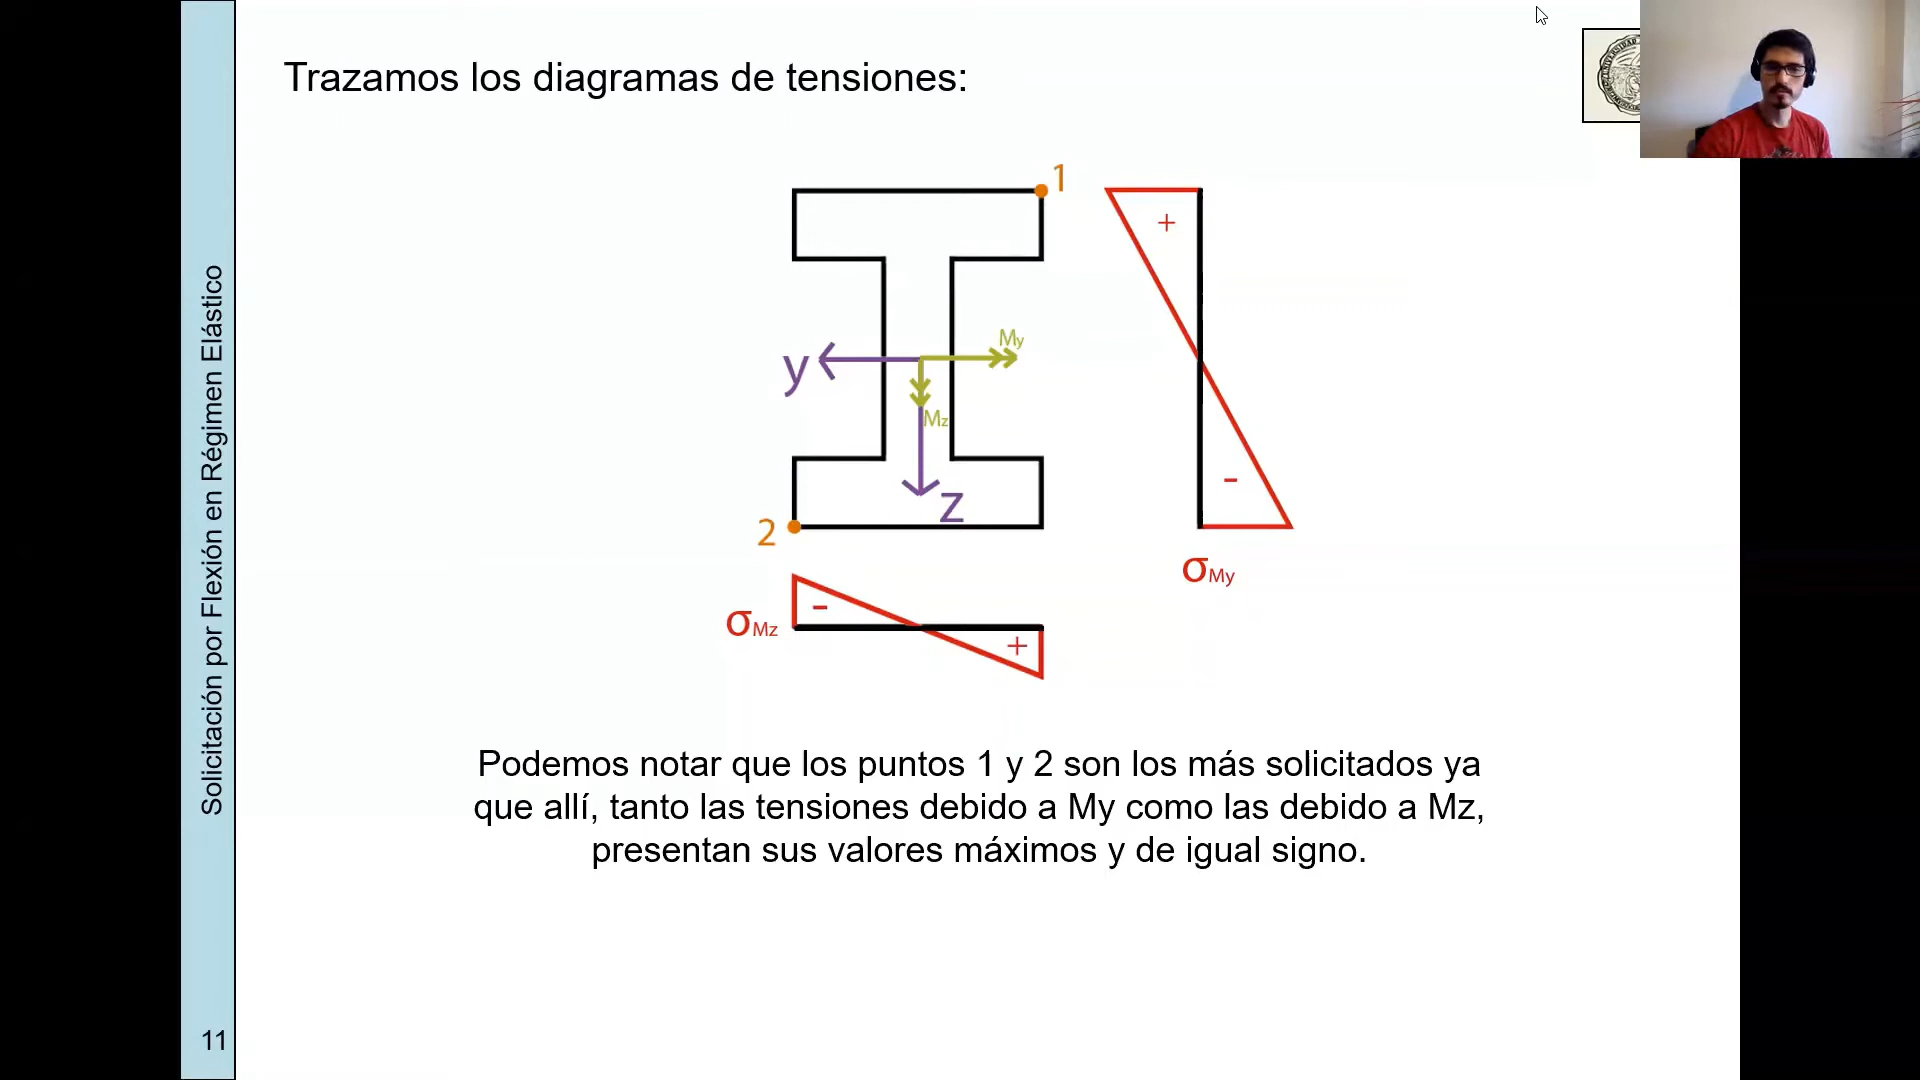 Trazamos los diagramas de tensiones:
Solicitación por Flexión en Régimen Elástico
1
+
My
y
Mz
-
z
2
σMy
-
σMz
+
Podemos notar que los puntos 1 y 2 son los más solicitados ya
que allí, tanto las tensiones debido a My como las debido a Mz,
presentan sus valores máximos y de igual signo.
11